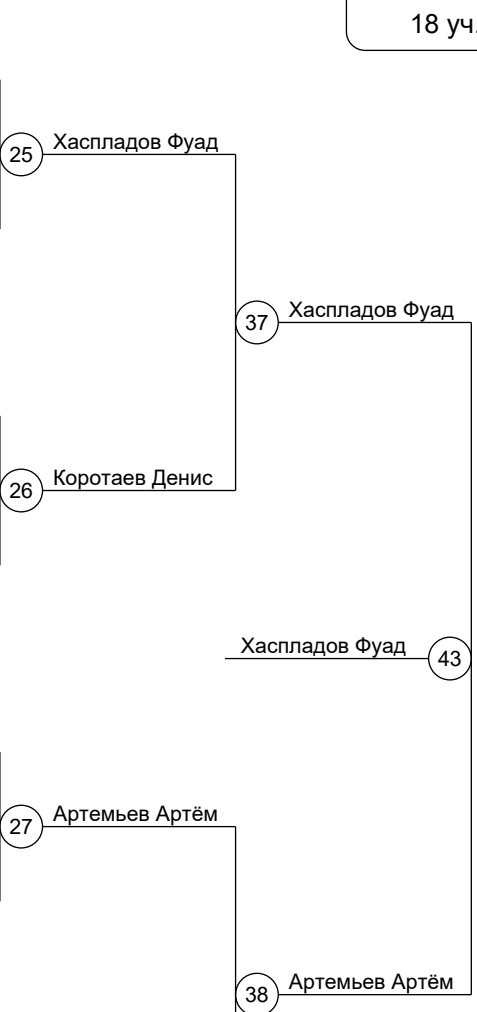 18 уч.
25 Хаспладов Фуад
37 Хаспладов Фуад
26 Коротаев Денис
Хаспладов Фуад 43
27 Артемьев Артём
38 Артемьев Артём